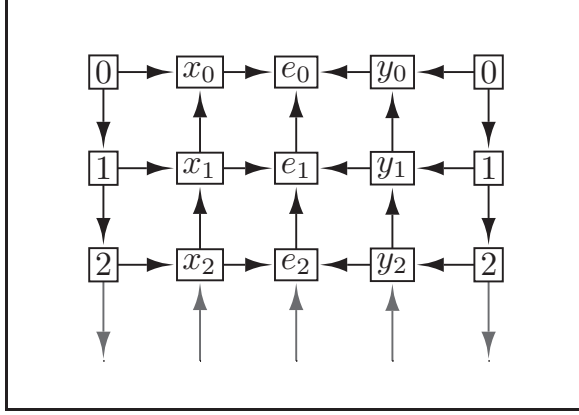 0 x₀ e₀ y₀ 0
1 x₁ e₁ y₁ 1
2 x₂ e₂ y₂ 2